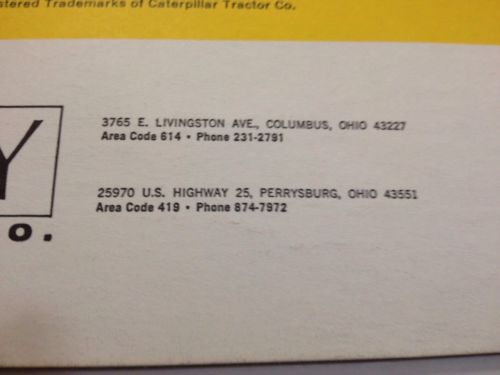 stered Trademarks of Caterpillar Tractor Co.
3765 E. LIVINGSTON AVE., COLUMBUS, OHIO 43227
Area Code 614 • Phone 231-2791
Y
25970 U.S. HIGHWAY 25, PERRYSBURG, OHIO 43551
Area Code 419 • Phone 874-7972
o.